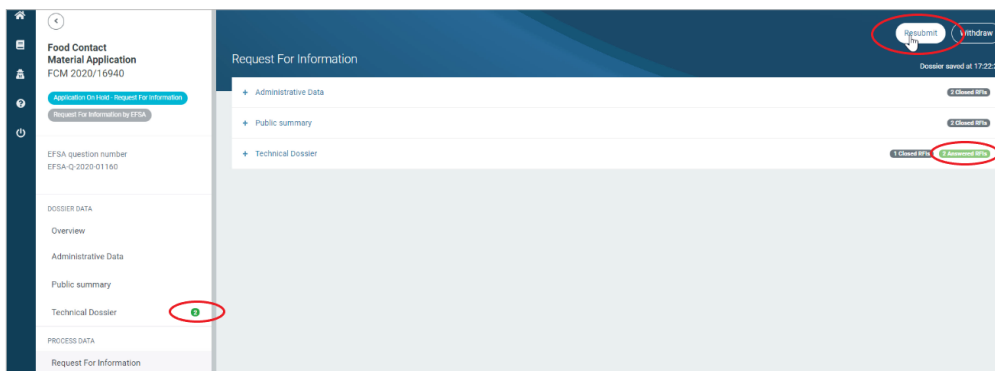 Food Contact
Material Application
FCM 2020/16940
Application On Hold - Request For Information
Request For Information by EFSA
EFSA question number
EFSA-Q-2020-01160
DOSSIER DATA
Overview
Administrative Data
Public summary
Technical Dossier 2
PROCESS DATA
Request For Information
Resubmit Withdraw
Request For Information
Dossier saved at 17:22:
+ Administrative Data 2 Closed RFIs
+ Public summary 2 Closed RFIs
+ Technical Dossier 1 Closed RFIs 2 Answered RFIs